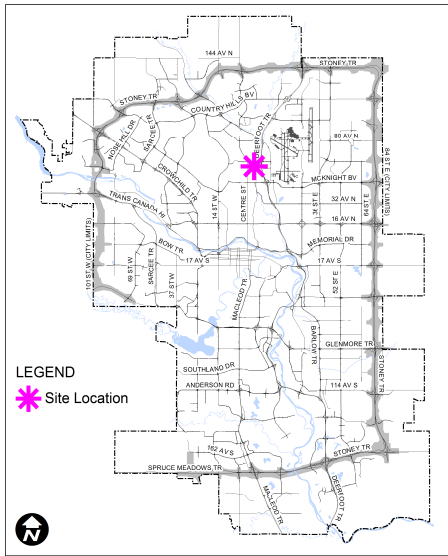 144 AV N
STONEY TR
STONEY TR
COUNTRY HILLS BV
DEERFOOT TR
NOSE HILL DR
SARCEE TR
80 AV N
84 ST E (CITY LIMITS)
CROWCHILD TR
MCKNIGHT BV
TRANS CANADA HI
14 ST W
CENTRE ST
36 ST E
32 AV N
68 ST E
16 AV N
BOW TR
MEMORIAL DR
17 AV S
17 AV S
101 ST W (CITY LIMITS)
69 ST W
SARCEE TR
37 ST W
MACLEOD TR
52 ST E
BARLOW TR
GLENMORE TR
STONEY TR
SOUTHLAND DR
LEGEND
ANDERSON RD
114 AV S
Site Location
162 AV S
STONEY TR
SPRUCE MEADOWS TR
MACLEOD TR
DEERFOOT TR
N